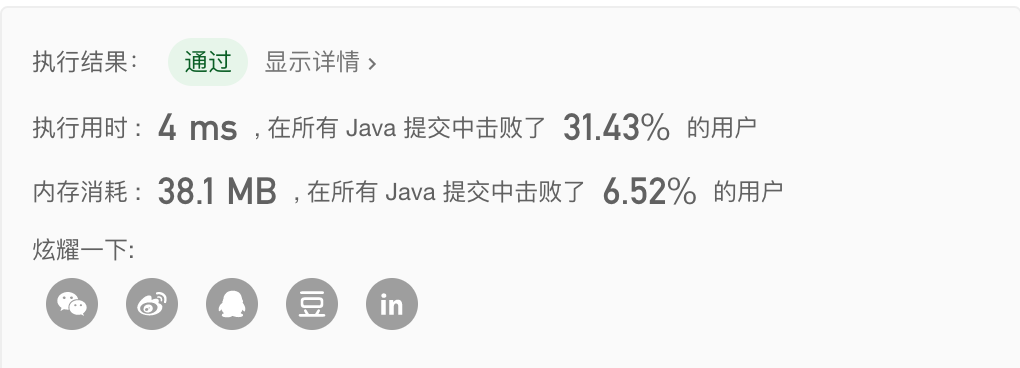 执行结果: 通过 显示详情 ›
执行用时 : 4 ms , 在所有 Java 提交中击败了 31.43% 的用户
内存消耗 : 38.1 MB , 在所有 Java 提交中击败了 6.52% 的用户
炫耀一下:
豆 in